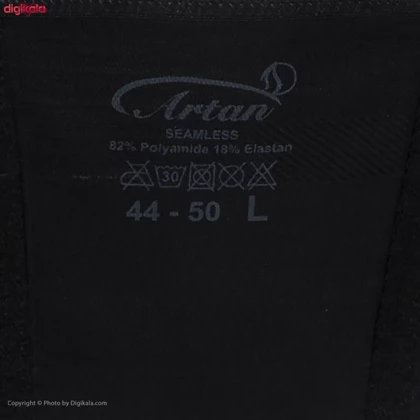 digikala
Artan
SEAMLESS
82% Polyamide 18% Elastan
30
44 - 50 L
Copyright © Photo by Digikala.com